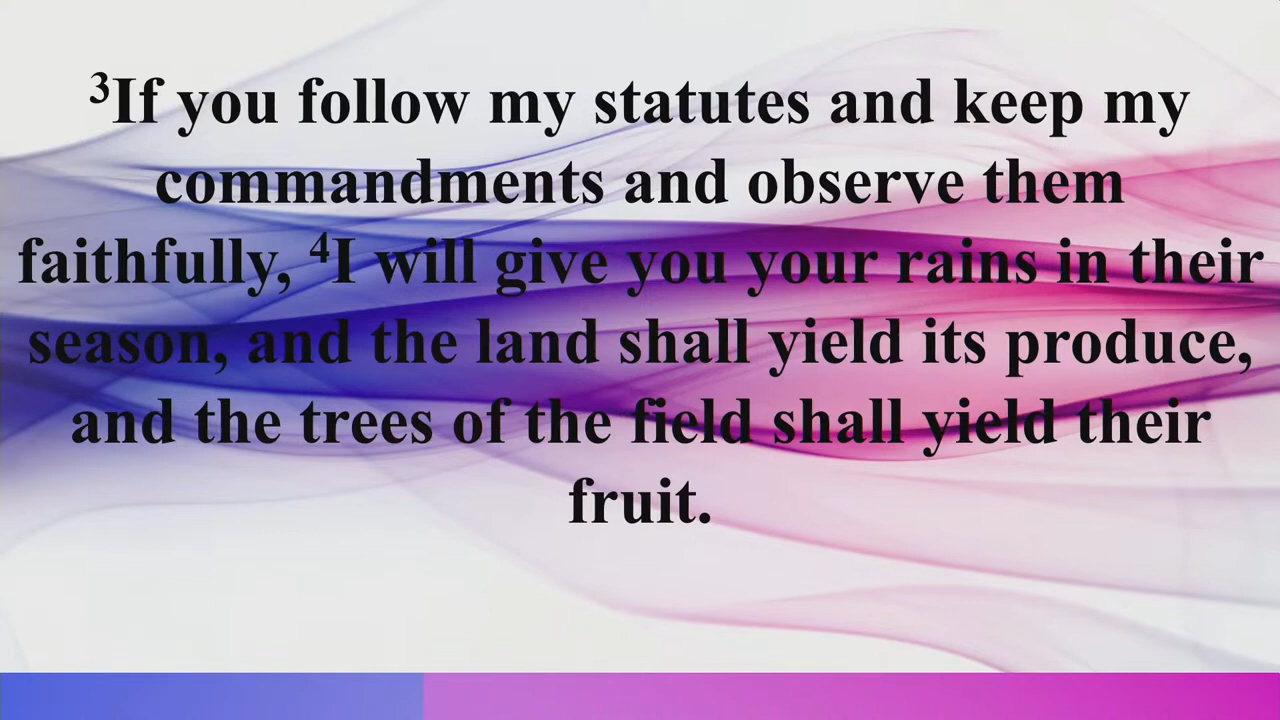 ³If you follow my statutes and keep my
commandments and observe them
faithfully, ⁴I will give you your rains in their
season, and the land shall yield its produce,
and the trees of the field shall yield their
fruit.